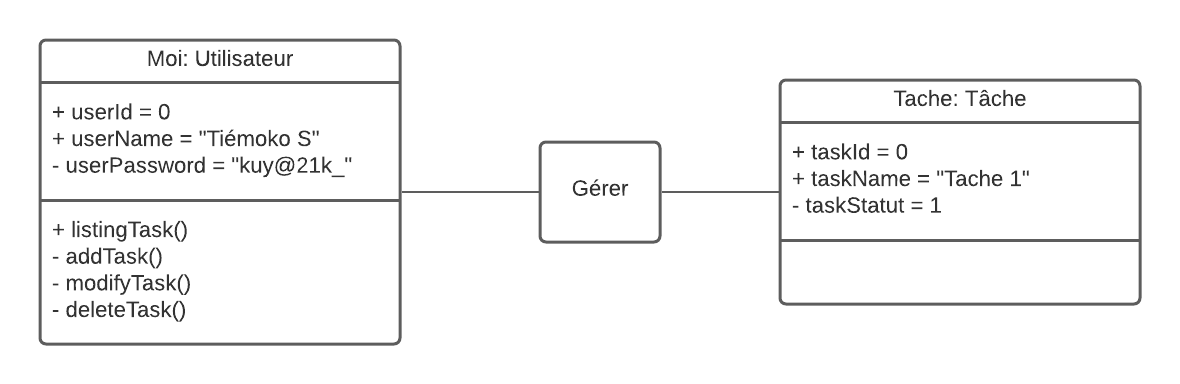 Moi: Utilisateur
+ userId = 0
+ userName = "Tiémoko S"
- userPassword = "kuy@21k_"
+ listingTask()
- addTask()
- modifyTask()
- deleteTask()
Gérer
Tache: Tâche
+ taskId = 0
+ taskName = "Tache 1"
- taskStatut = 1